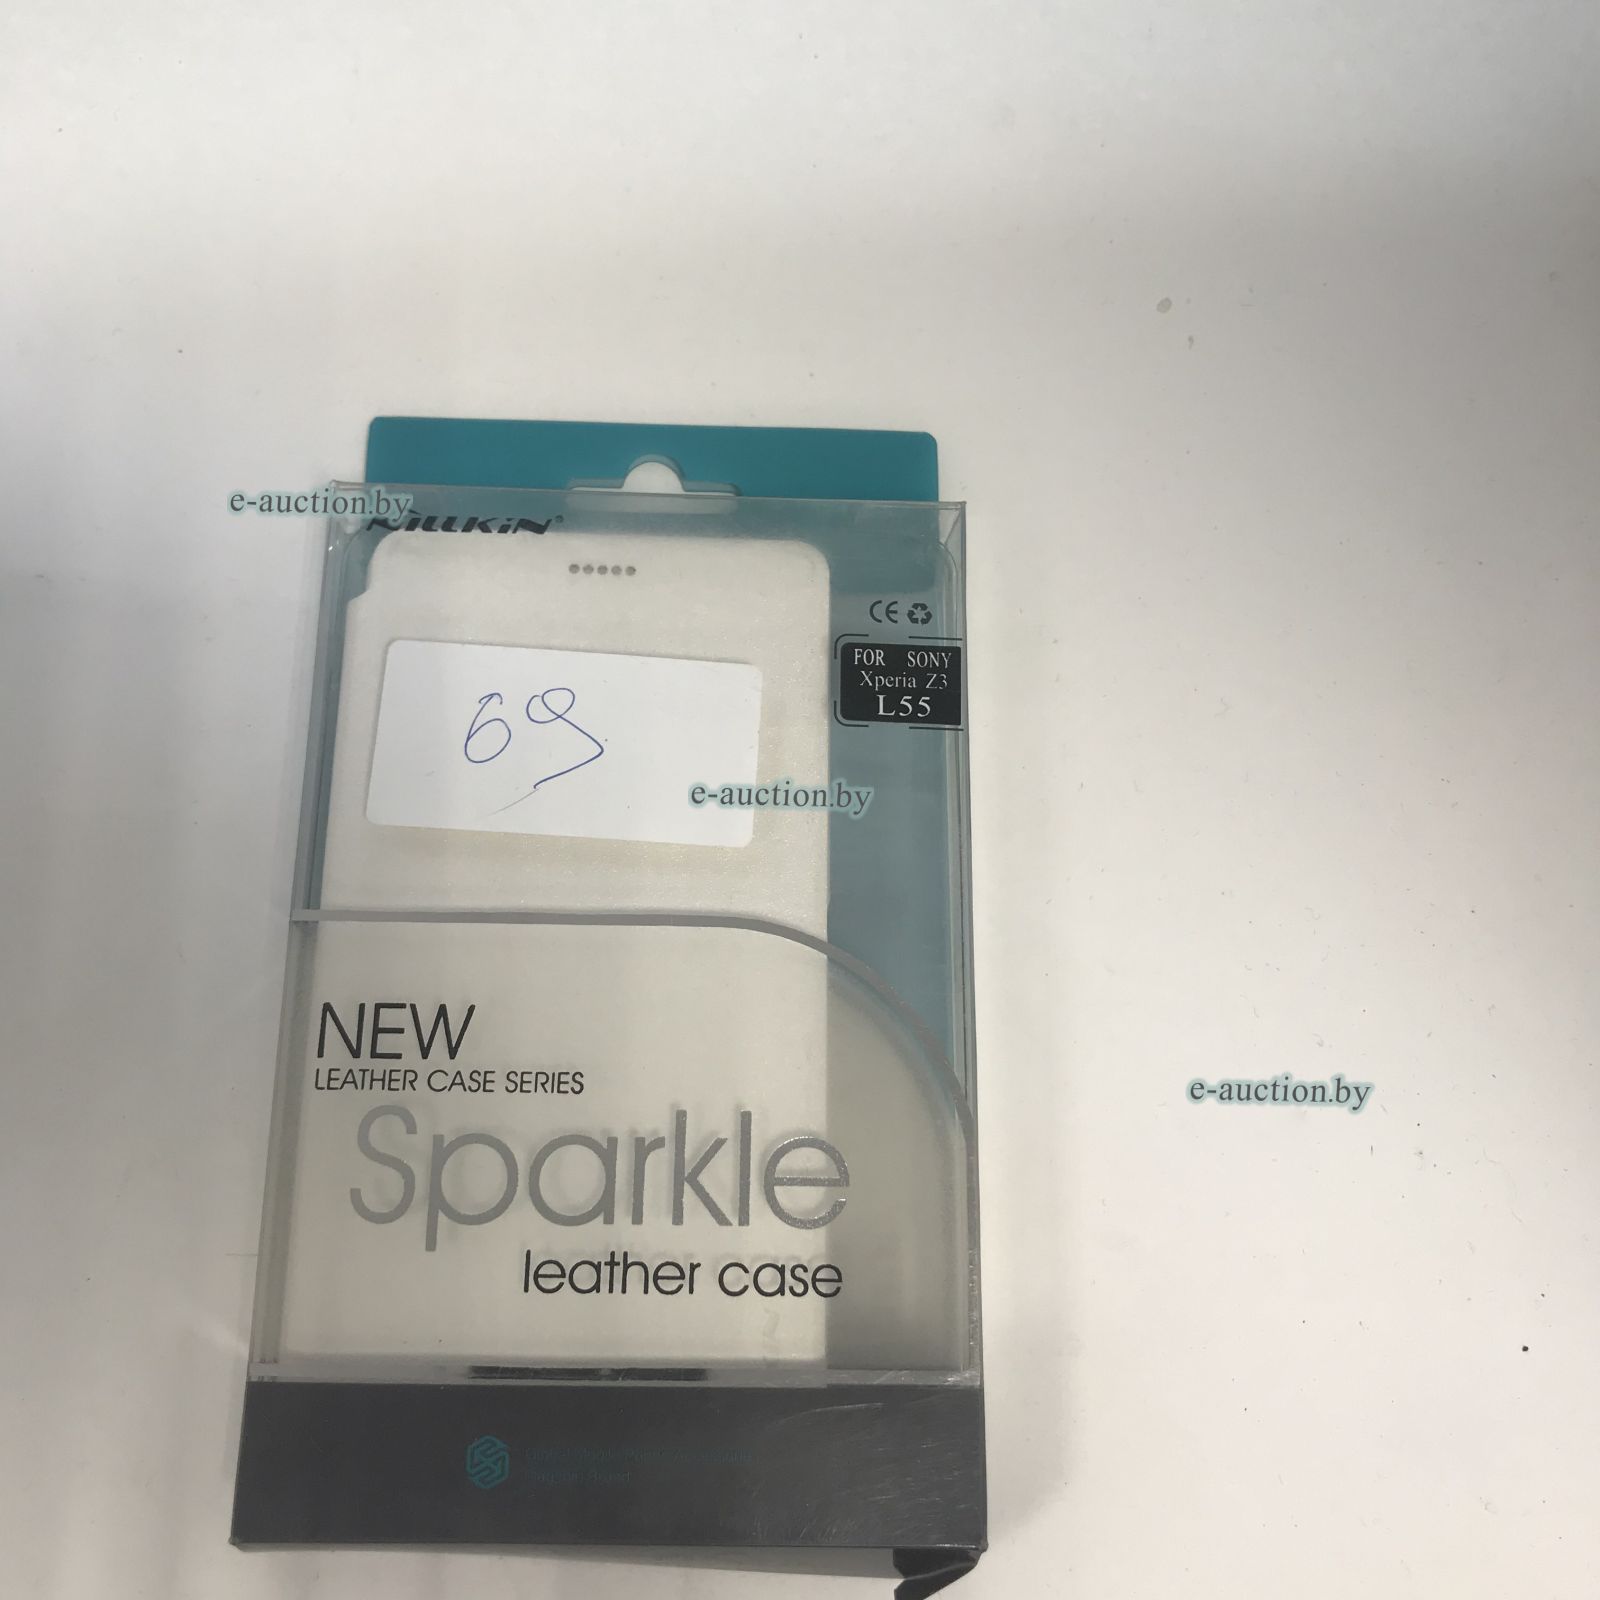 e-auction.by
NiLLKiN®
CE
FOR SONY
Xperia Z3
L55
69
e-auction.by
NEW
LEATHER CASE SERIES
e-auction.by
Sparkle
leather case